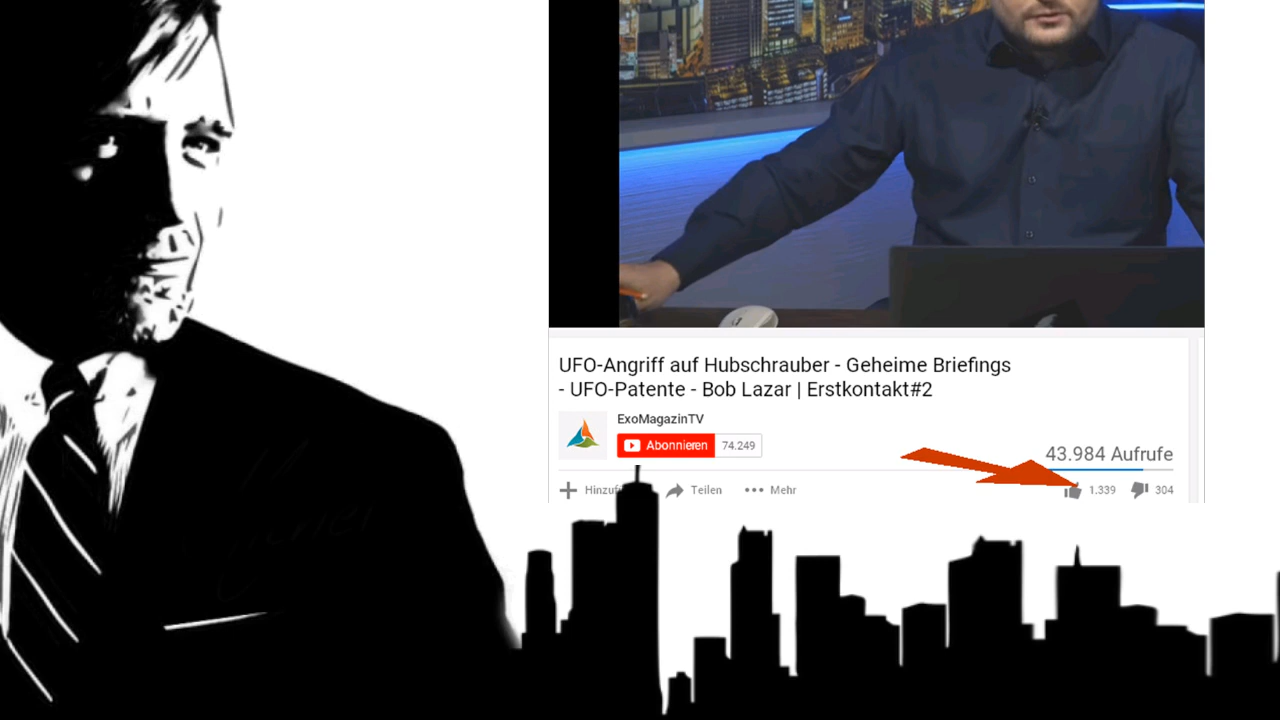 UFO-Angriff auf Hubschrauber - Geheime Briefings
- UFO-Patente - Bob Lazar | Erstkontakt#2
ExoMagazinTV
Abonnieren 74.249
43.984 Aufrufe
Teilen Mehr 1.339 304